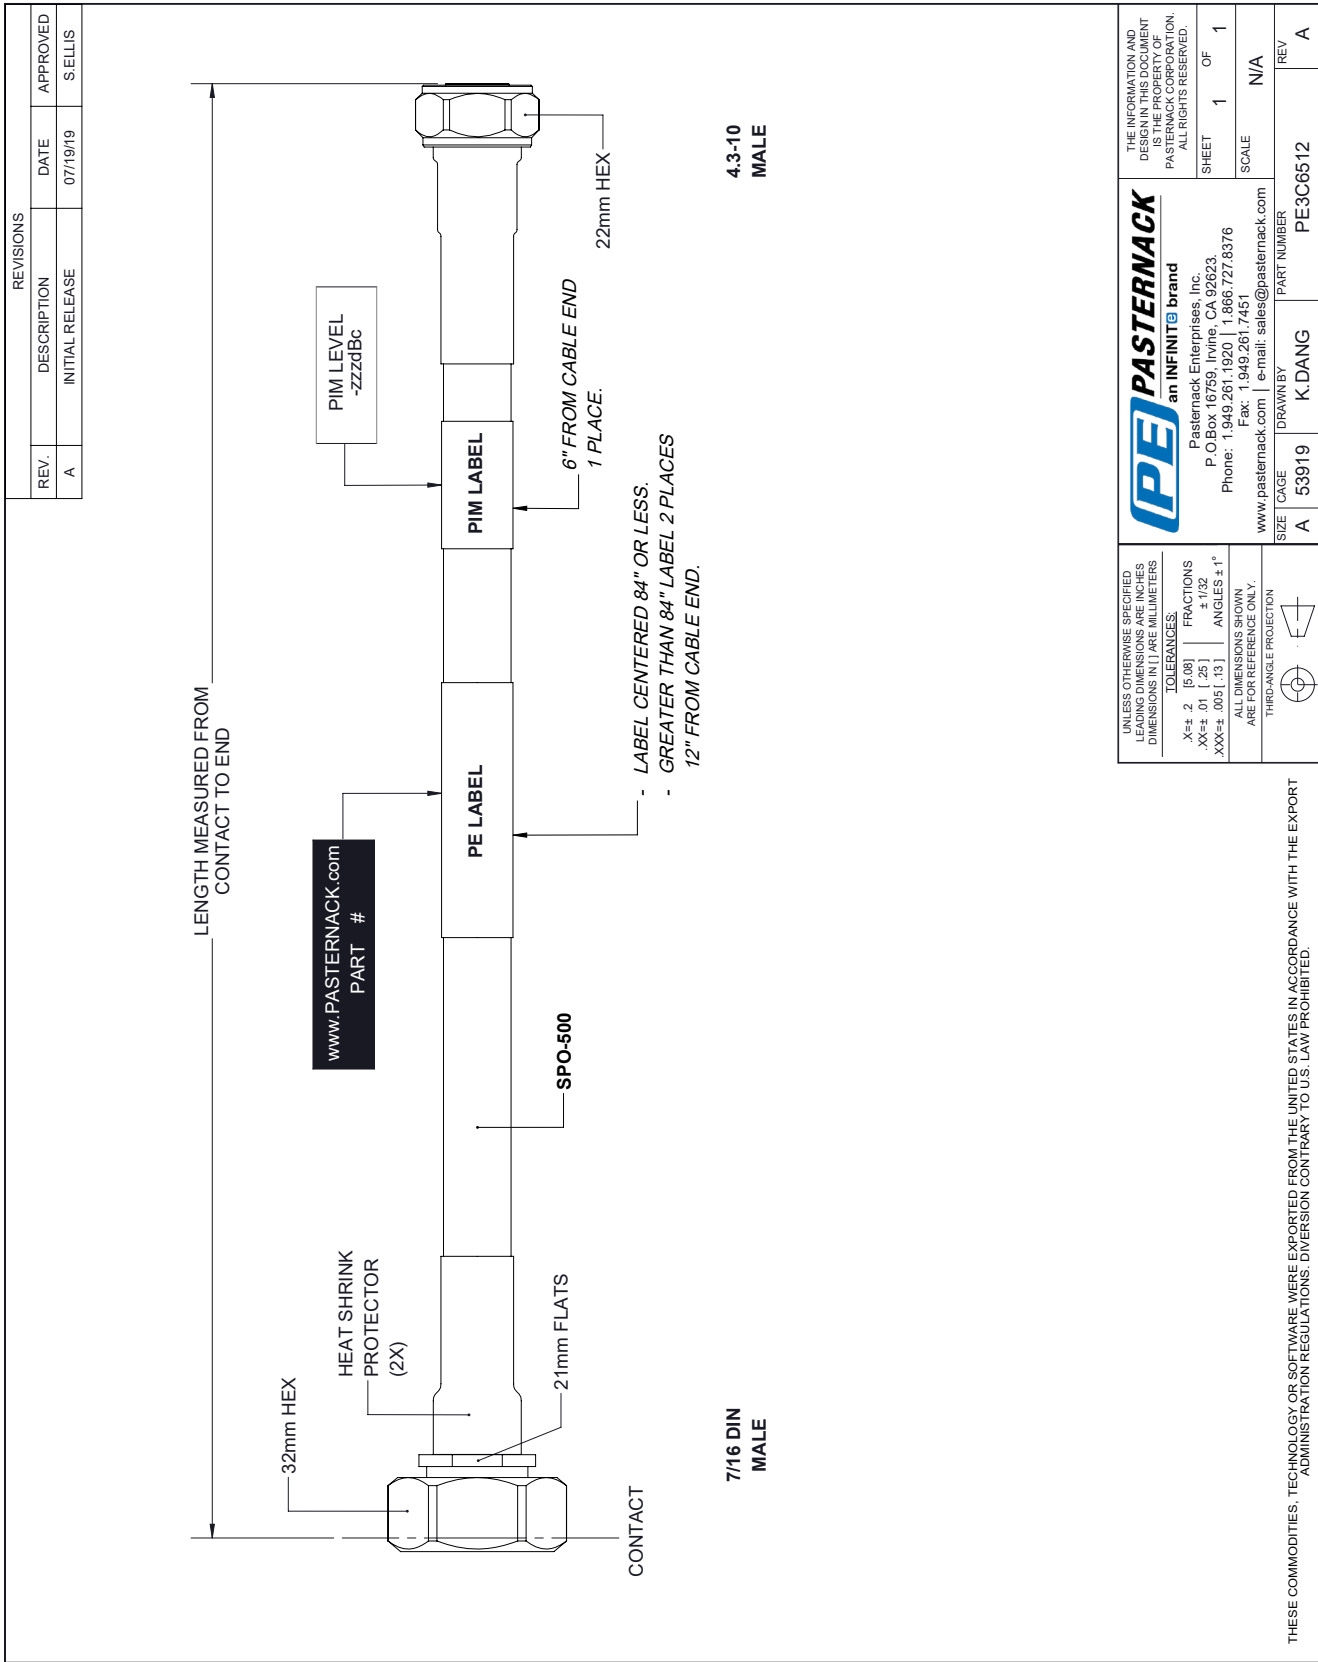 REVISIONS
REV. DESCRIPTION DATE APPROVED
A INITIAL RELEASE 07/19/19 S.ELLIS
LENGTH MEASURED FROM
CONTACT TO END
32mm HEX
HEAT SHRINK
PROTECTOR
(2X)
www.PASTERNACK.com
PART #
PIM LEVEL
-zzzdBc
PE LABEL
PIM LABEL
21mm FLATS
SPO-500
22mm HEX
6" FROM CABLE END
1 PLACE.
- LABEL CENTERED 84" OR LESS.
- GREATER THAN 84" LABEL 2 PLACES
12" FROM CABLE END.
CONTACT
7/16 DIN
MALE
4.3-10
MALE
UNLESS OTHERWISE SPECIFIED
LEADING DIMENSIONS ARE INCHES
DIMENSIONS IN [ ] ARE MILLIMETERS
TOLERANCES:
.X=± .2 [5.08] FRACTIONS
.XX=± .01 [ .25 ] ± 1/32
.XXX=± .005 [ .13 ] ANGLES ± 1°
ALL DIMENSIONS SHOWN
ARE FOR REFERENCE ONLY.
THIRD-ANGLE PROJECTION
PE PASTERNACK
an INFINITe brand
Pasternack Enterprises, Inc.
P.O.Box 16759, Irvine, CA 92623.
Phone: 1.949.261.1920 | 1.866.727.8376
Fax: 1.949.261.7451
www.pasternack.com | e-mail: sales@pasternack.com
THE INFORMATION AND
DESIGN IN THIS DOCUMENT
IS THE PROPERTY OF
PASTERNACK CORPORATION.
ALL RIGHTS RESERVED.
SHEET 1 OF 1
SCALE N/A
SIZE CAGE DRAWN BY PART NUMBER REV
A 53919 K.DANG PE3C6512 A
THESE COMMODITIES, TECHNOLOGY OR SOFTWARE WERE EXPORTED FROM THE UNITED STATES IN ACCORDANCE WITH THE EXPORT
ADMINISTRATION REGULATIONS. DIVERSION CONTRARY TO U.S. LAW PROHIBITED.